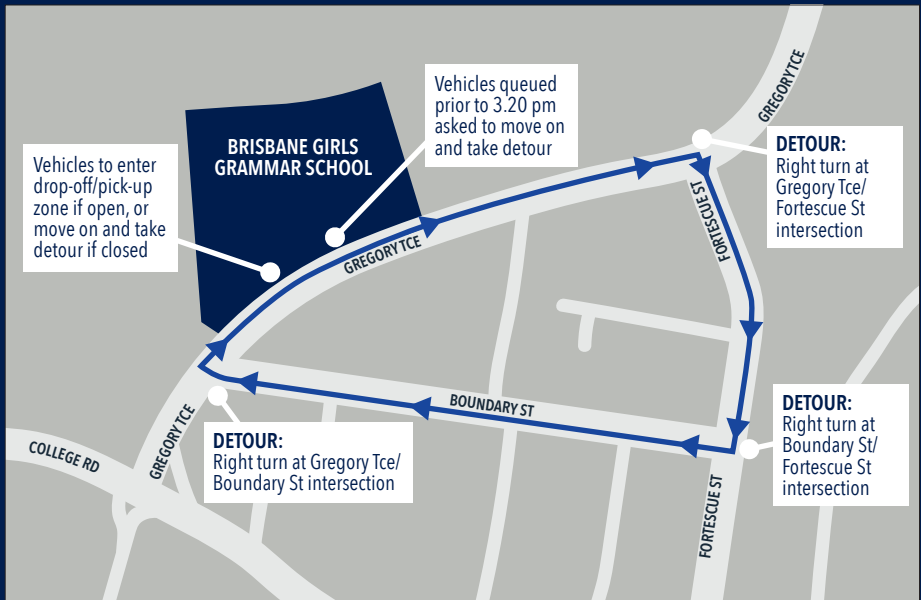 GREGORY TCE
Vehicles queued
prior to 3.20 pm
asked to move on
and take detour
BRISBANE GIRLS
GRAMMAR SCHOOL
DETOUR:
Right turn at
Gregory Tce/
Fortescue St
intersection
Vehicles to enter
drop-off/pick-up
zone if open, or
move on and take
detour if closed
FORTESCUE ST
GREGORY TCE
BOUNDARY ST
DETOUR:
Right turn at
Boundary St/
Fortescue St
intersection
GREGORY TCE
DETOUR:
Right turn at Gregory Tce/
Boundary St intersection
COLLEGE RD
FORTESCUE ST